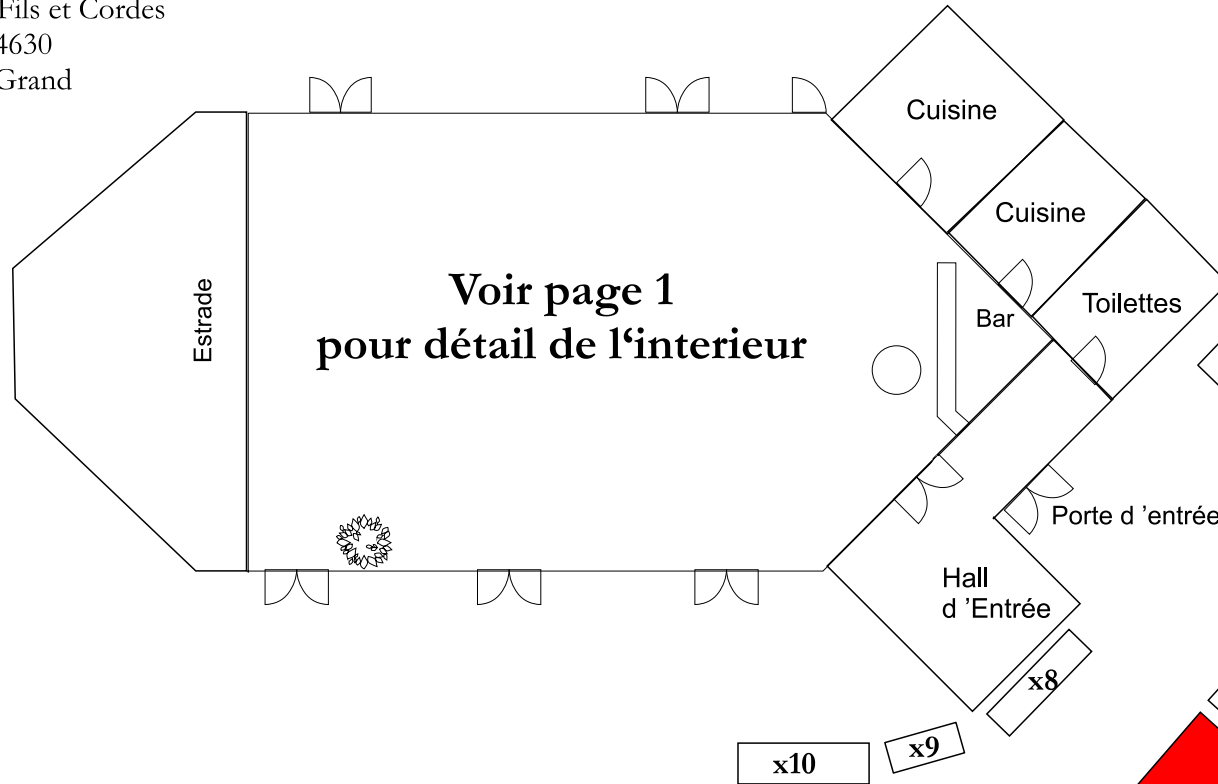 Fils et Cordes
4630
Grand
Cuisine
Cuisine
Toilettes
Estrade
Voir page 1
pour détail de l‘interieur
Bar
Porte d ’entrée
Hall
d ’Entrée
x8
x9
x10